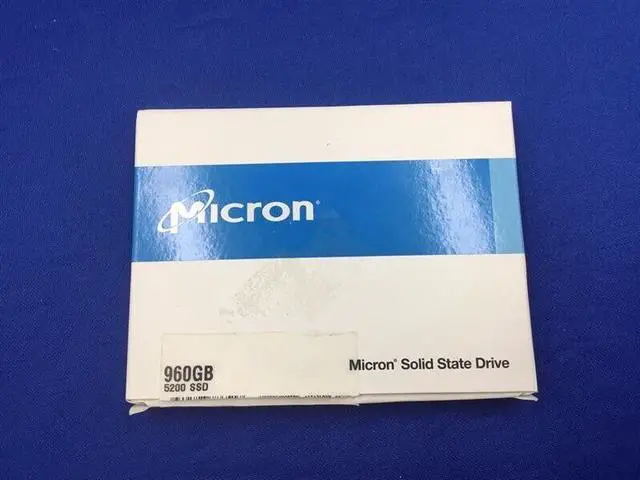 Micron®
960GB
5200 SSD
Micron® Solid State Drive